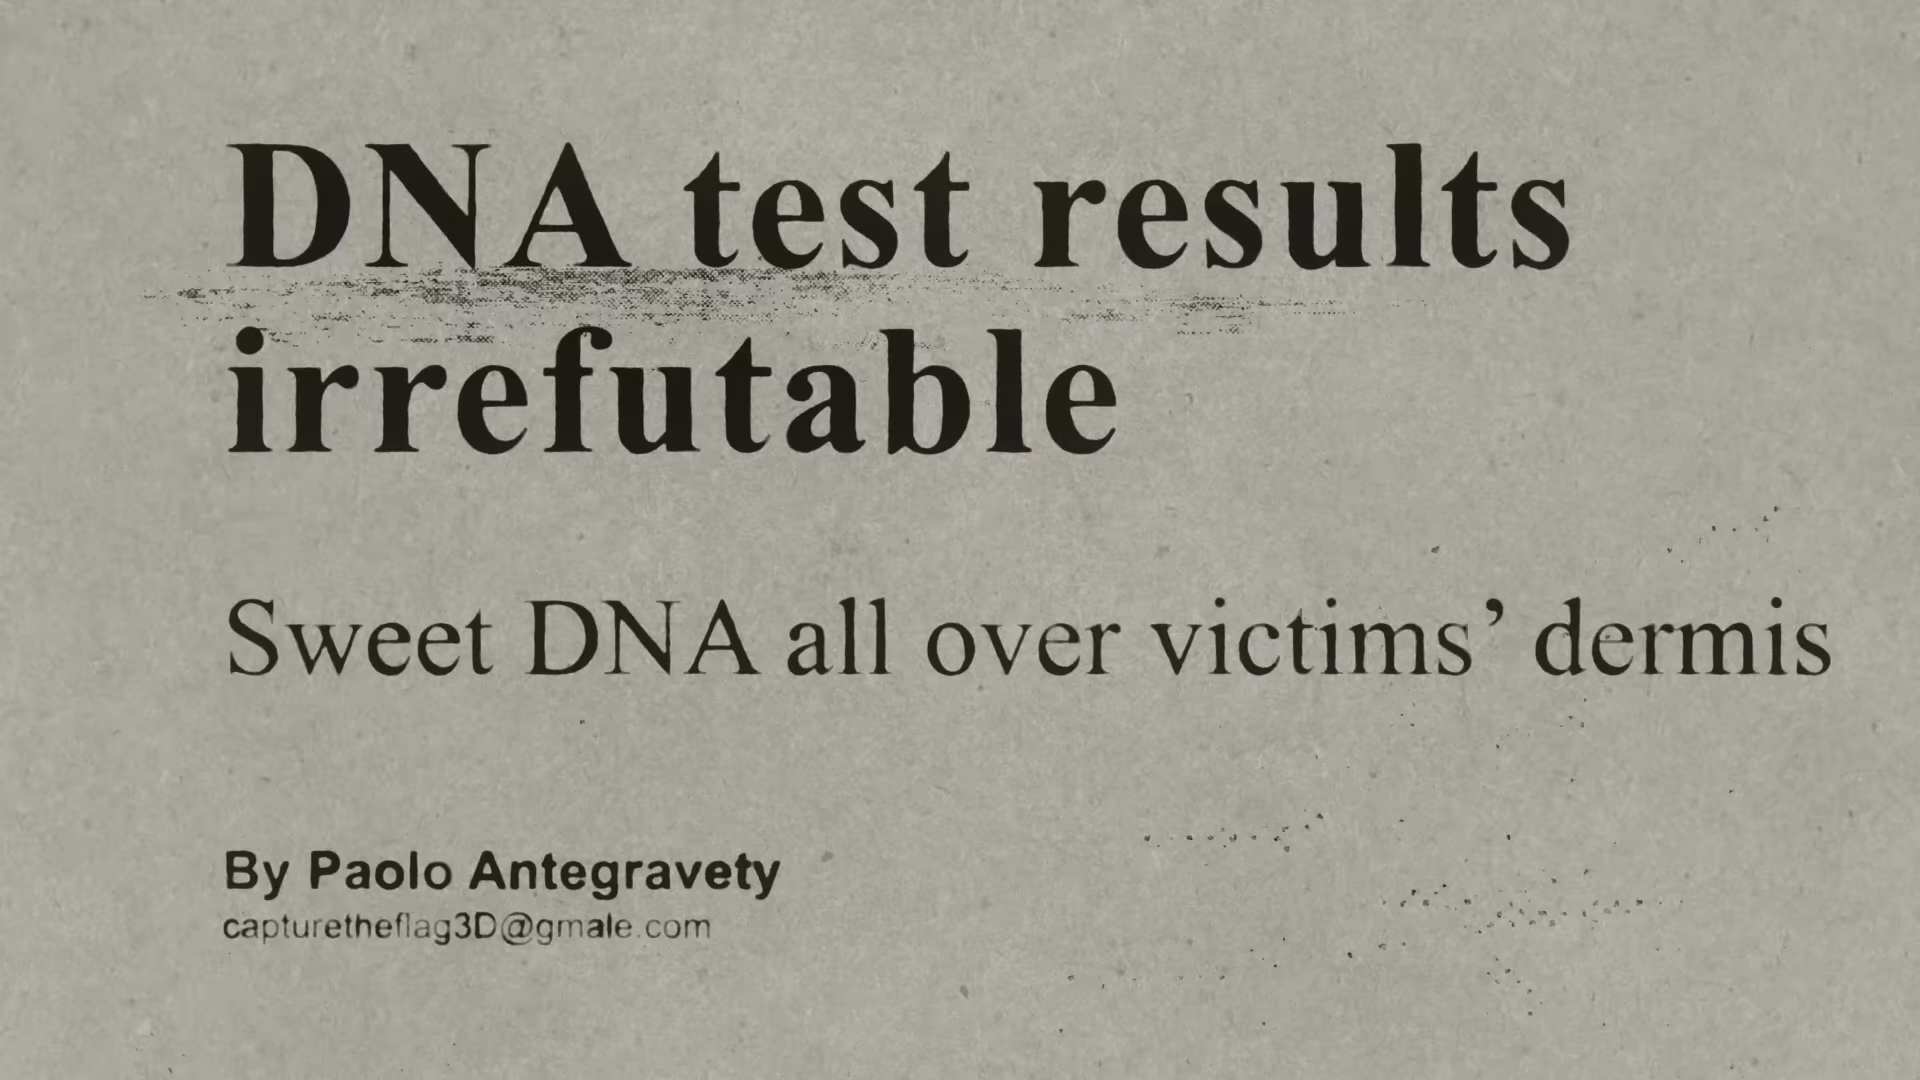 DNA test results
irrefutable
Sweet DNA all over victims’ dermis
By Paolo Antegravety
capturetheflag3D@gmale.com